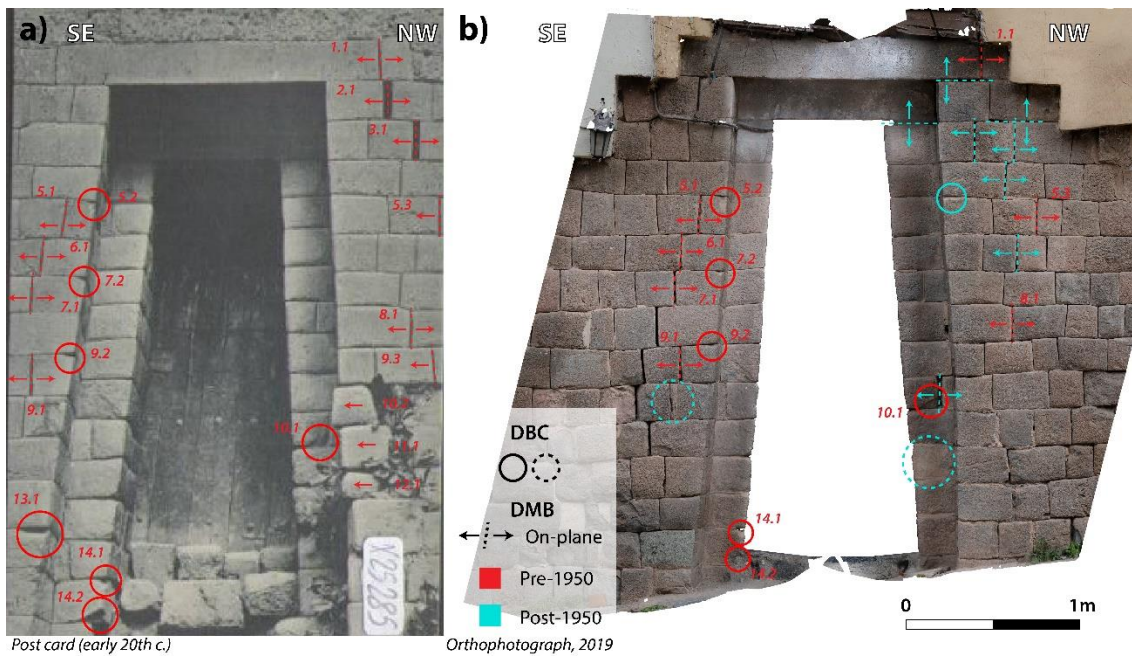 a)
SE
NW
1.1
2.1
3.1
5.1
5.2
5.3
6.1
7.2
7.1
8.1
9.2
9.3
9.1
10.1
11.1
12.1
13.1
14.1
14.2
N25285
Post card (early 20th c.)
b)
SE
NW
1.1
5.1
5.2
5.3
6.1
7.2
7.1
8.1
9.1
9.2
10.1
14.1
14.2
DBC
DMB
On-plane
Pre-1950
Post-1950
0
1m
Orthophotograph, 2019